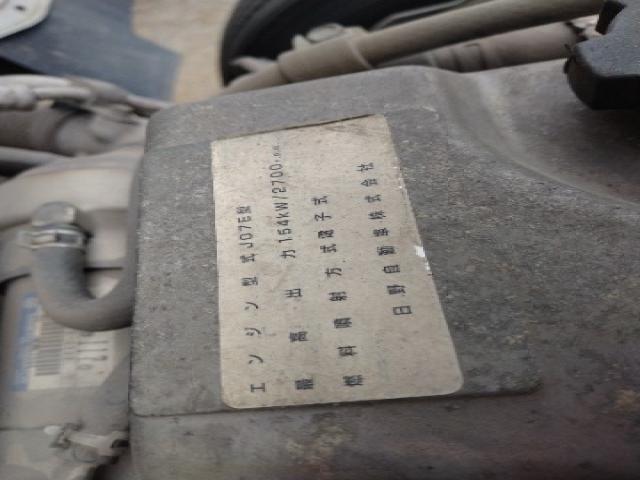 エンジン型式 J07E型
最高出力 154kW/2700r.p.m
燃料噴射方式 電子式
日野自動車株式会社